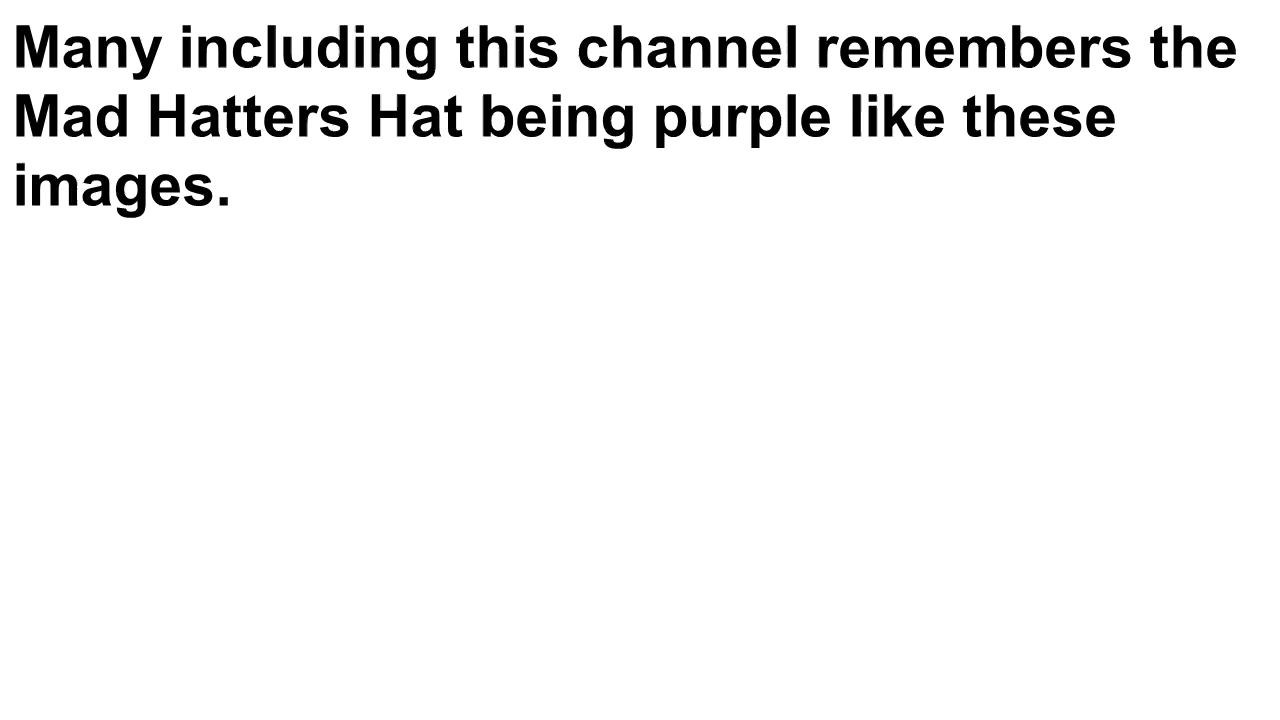 Many including this channel remembers the
Mad Hatters Hat being purple like these
images.